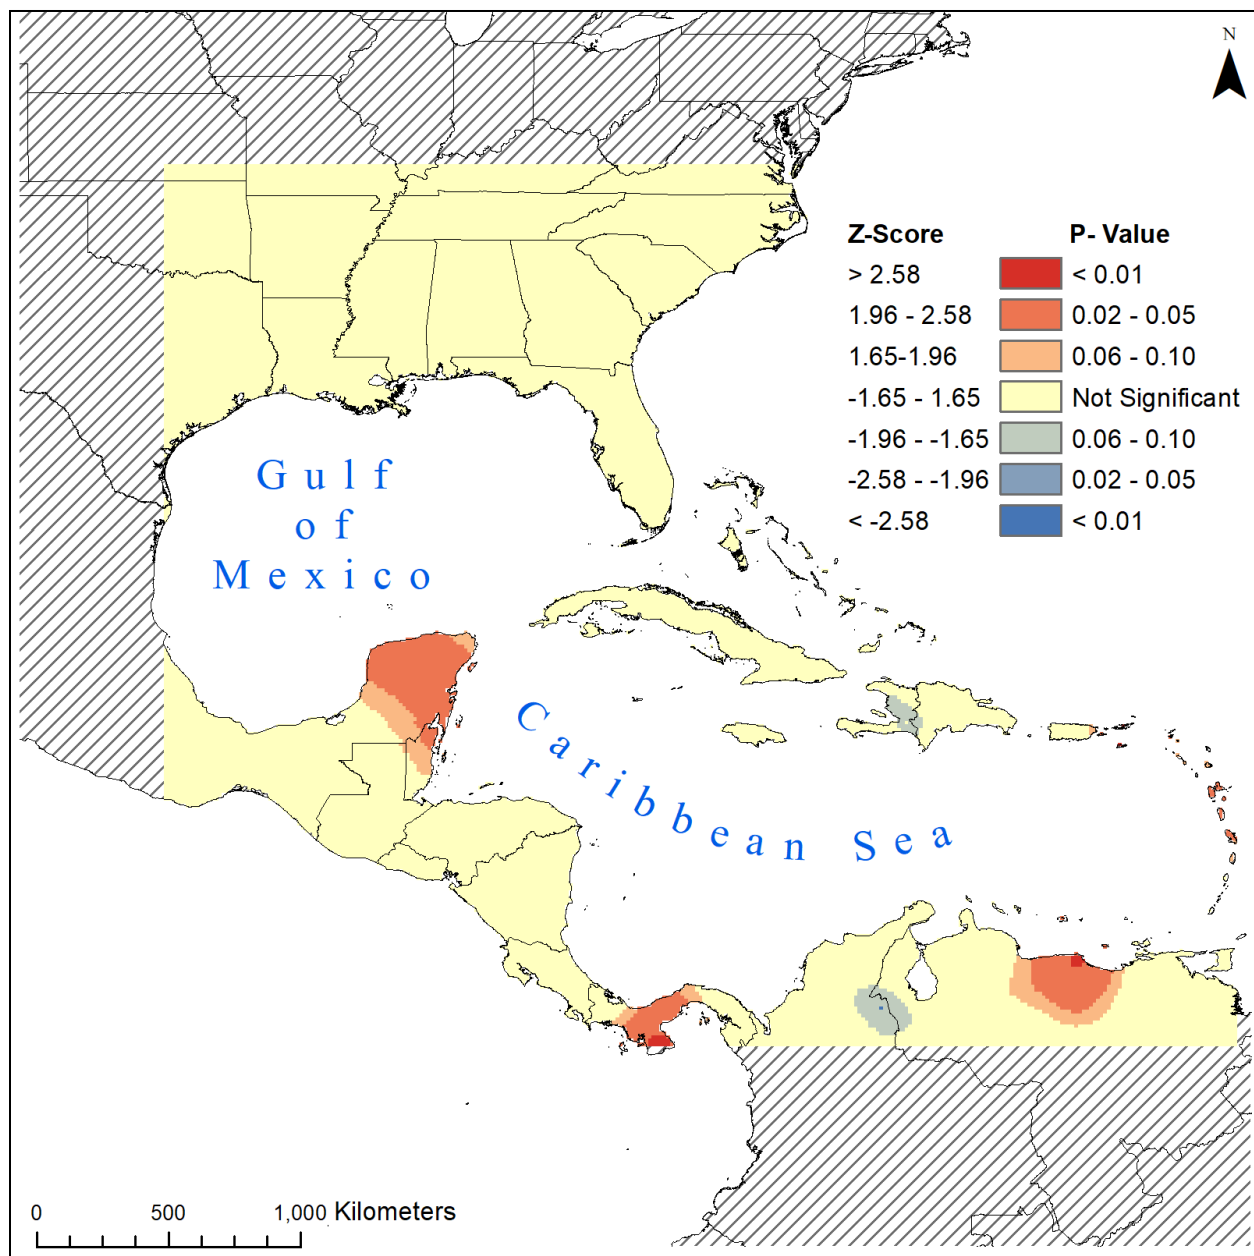 N
Z-Score P- Value
> 2.58 < 0.01
1.96 - 2.58 0.02 - 0.05
1.65-1.96 0.06 - 0.10
-1.65 - 1.65 Not Significant
-1.96 - -1.65 0.06 - 0.10
-2.58 - -1.96 0.02 - 0.05
< -2.58 < 0.01
Gulf
of
Mexico
Caribbean Sea
0 500 1,000 Kilometers